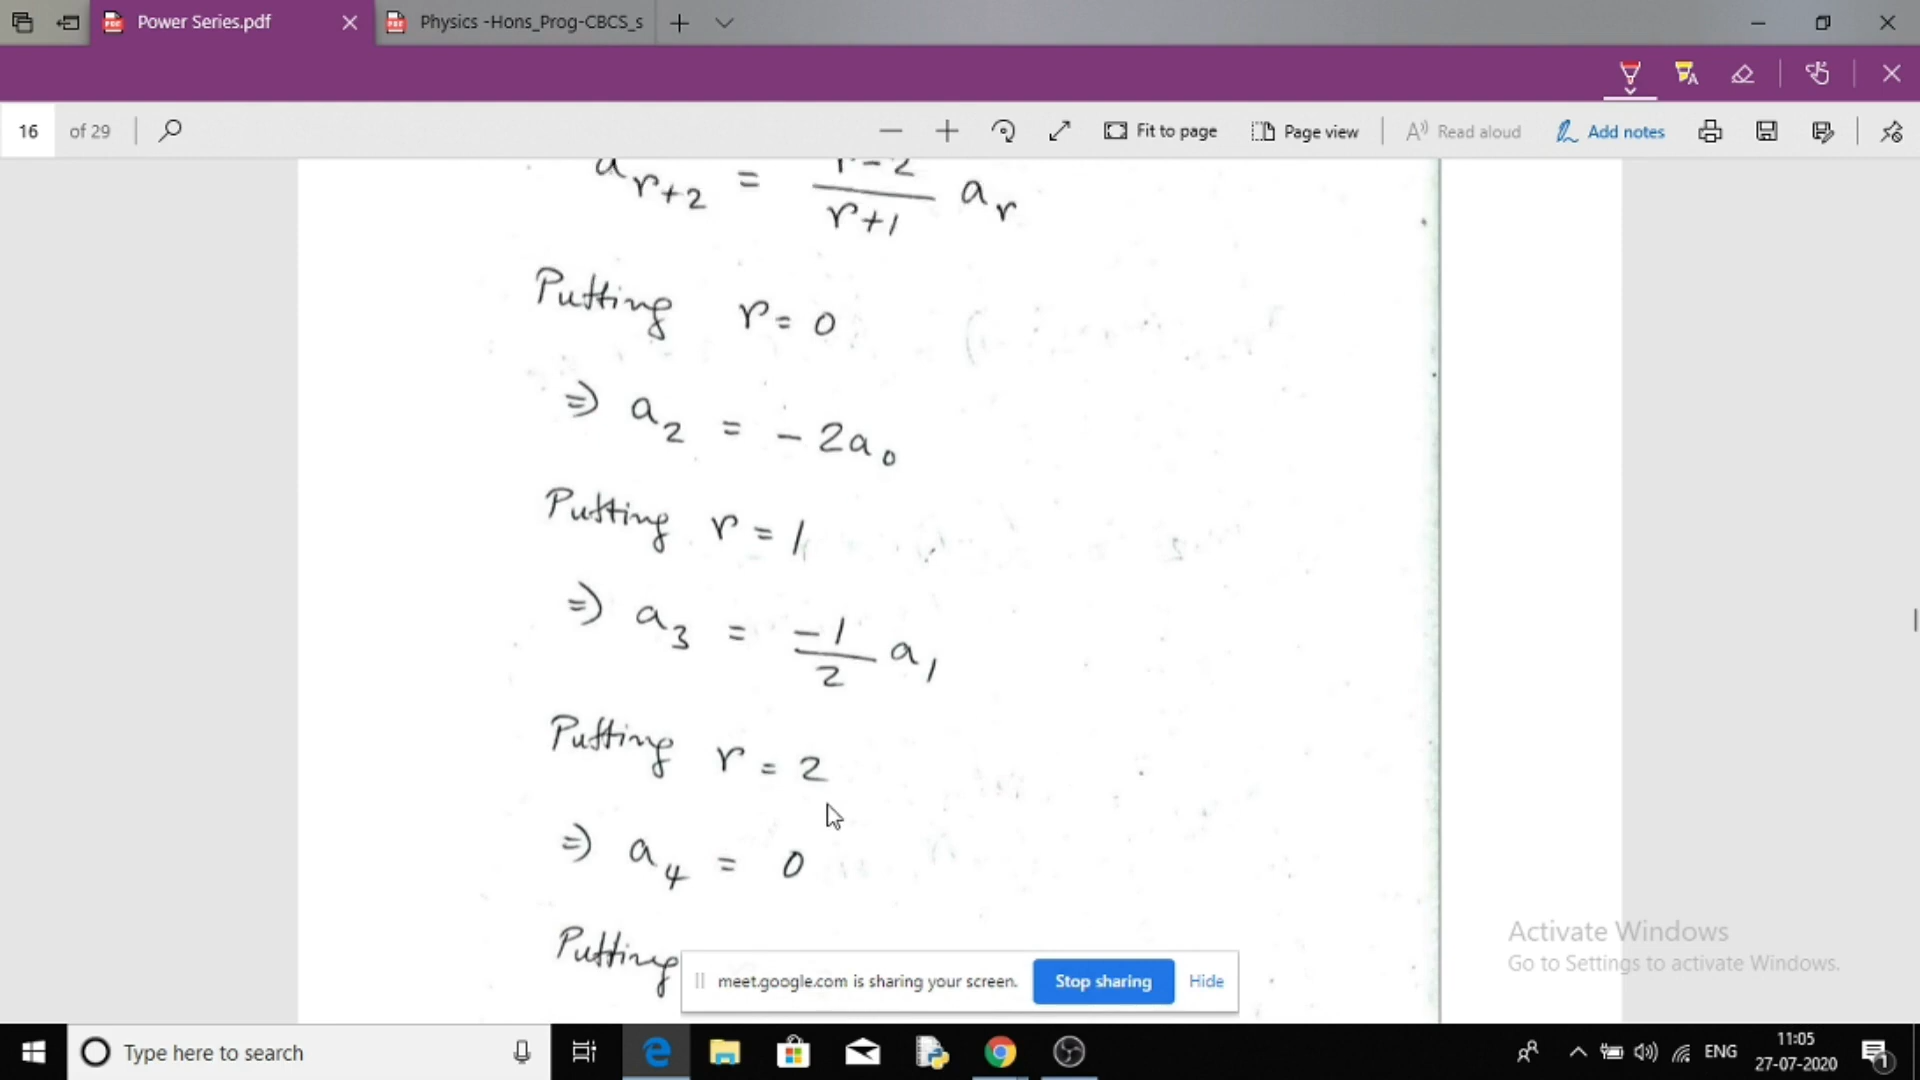 Power Series.pdf
Physics -Hons_Prog-CBCS_s
16 of 29
Fit to page
Page view
Read aloud
Add notes
a_{r+2} = \frac{r-2}{r+1} a_r
Putting r = 0
⇒ a_2 = -2a_0
Putting r = 1
⇒ a_3 = \frac{-1}{2} a_1
Putting r = 2
⇒ a_4 = 0
Putting
meet.google.com is sharing your screen.
Stop sharing
Hide
Activate Windows
Go to Settings to activate Windows.
Type here to search
ENG
11:05
27-07-2020
1